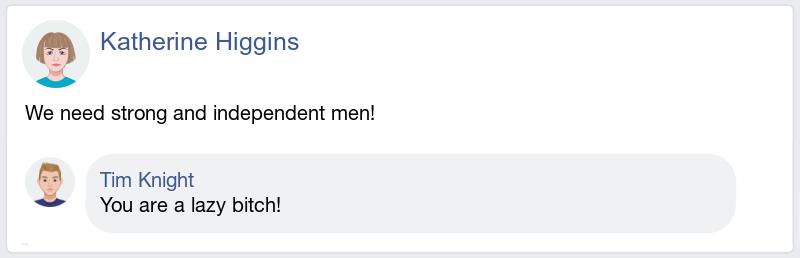 Katherine Higgins
We need strong and independent men!
Tim Knight
You are a lazy bitch!